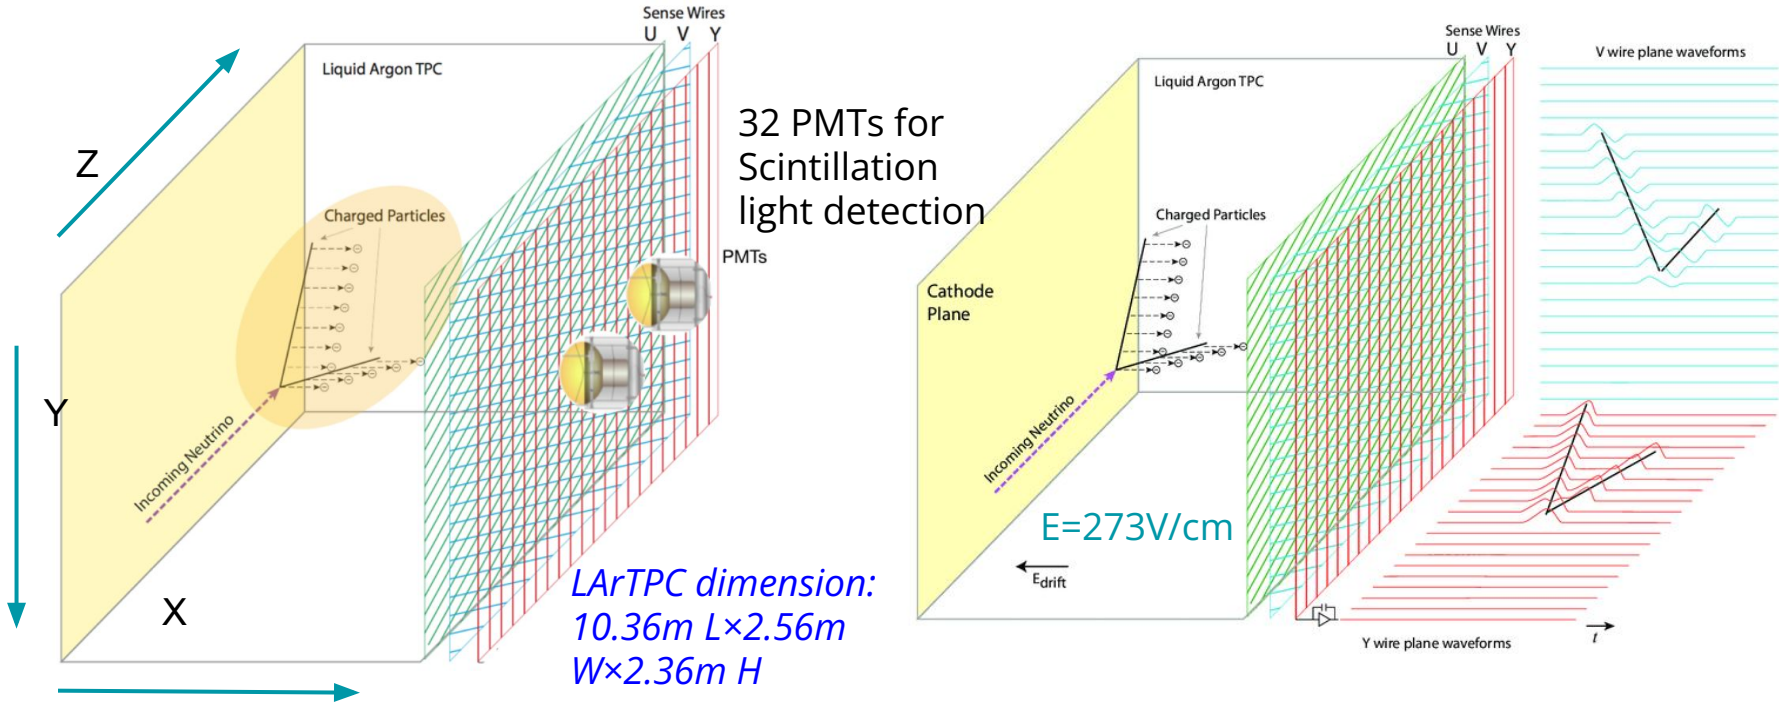 Sense Wires
U V Y
Liquid Argon TPC
Z
Charged Particles
Incoming Neutrino
Y
X
32 PMTs for
Scintillation
light detection
PMTs
LArTPC dimension:
10.36m L×2.56m
W×2.36m H
Sense Wires
U V Y
Liquid Argon TPC
Charged Particles
Cathode
Plane
Incoming Neutrino
E=273V/cm
Edrift
V wire plane waveforms
t
Y wire plane waveforms